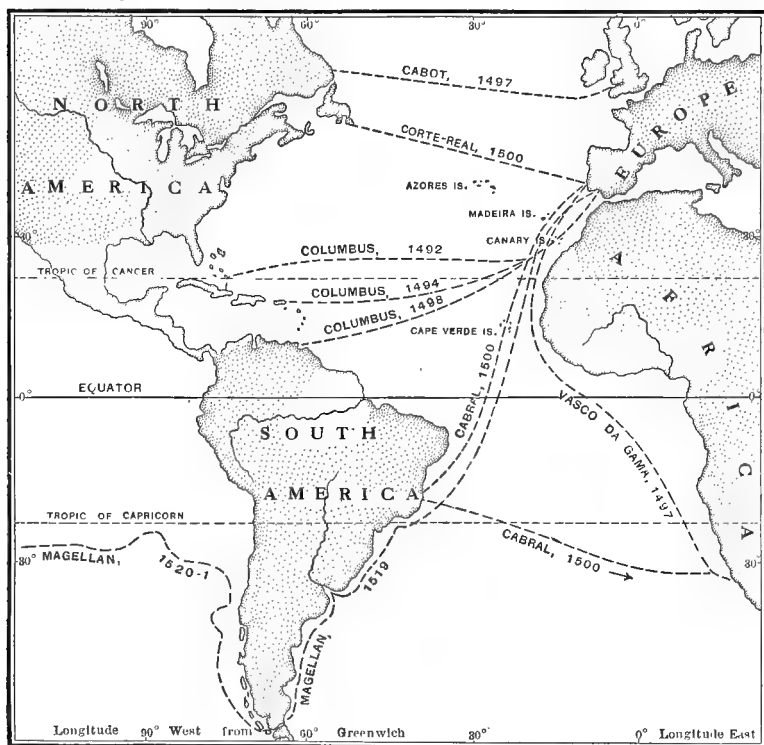 90° 60° 30° 0°
CABOT, 1497
NORTH
EUROPE
CORTE-REAL, 1500
AMERICA
AZORES IS.
MADEIRA IS.
30° 30°
CANARY IS.
COLUMBUS, 1492
AFRICA
TROPIC OF CANCER
COLUMBUS, 1494
COLUMBUS, 1498
CAPE VERDE IS.
CABRAL, 1500
EQUATOR 0° 0°
VASCO DA GAMA, 1497
SOUTH
AMERICA
TROPIC OF CAPRICORN
MAGELLAN, 1520-1
30° 30°
CABRAL, 1500
MAGELLAN, 1519
Longitude 90° West from 60° Greenwich 30° 0° Longitude East